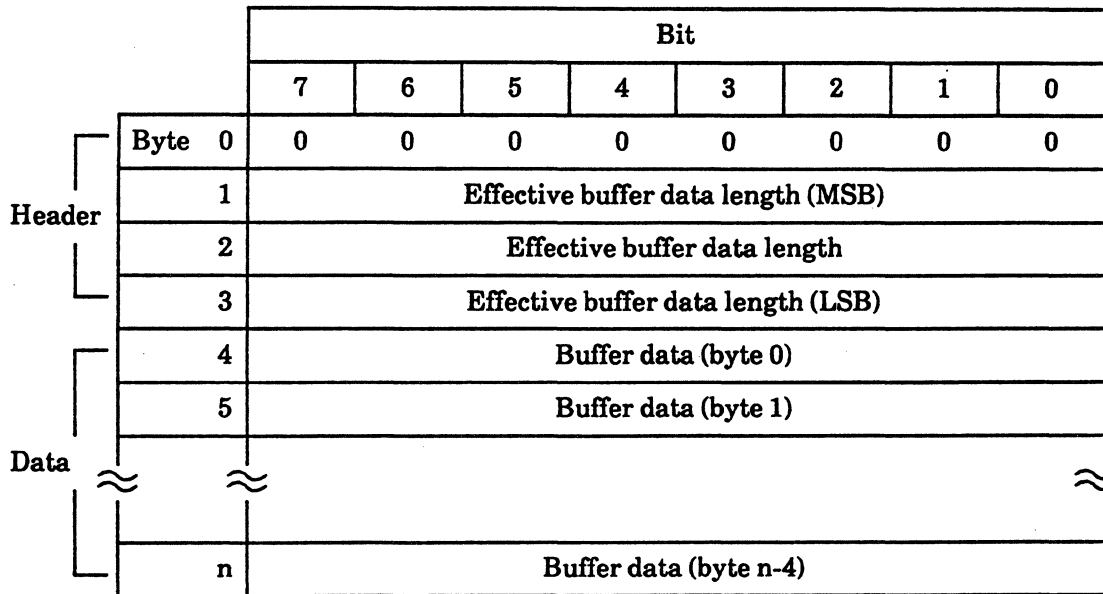 Bit
7 6 5 4 3 2 1 0
Byte 0 0 0 0 0 0 0 0 0
1 Effective buffer data length (MSB)
Header
2 Effective buffer data length
3 Effective buffer data length (LSB)
4 Buffer data (byte 0)
5 Buffer data (byte 1)
Data
n Buffer data (byte n-4)